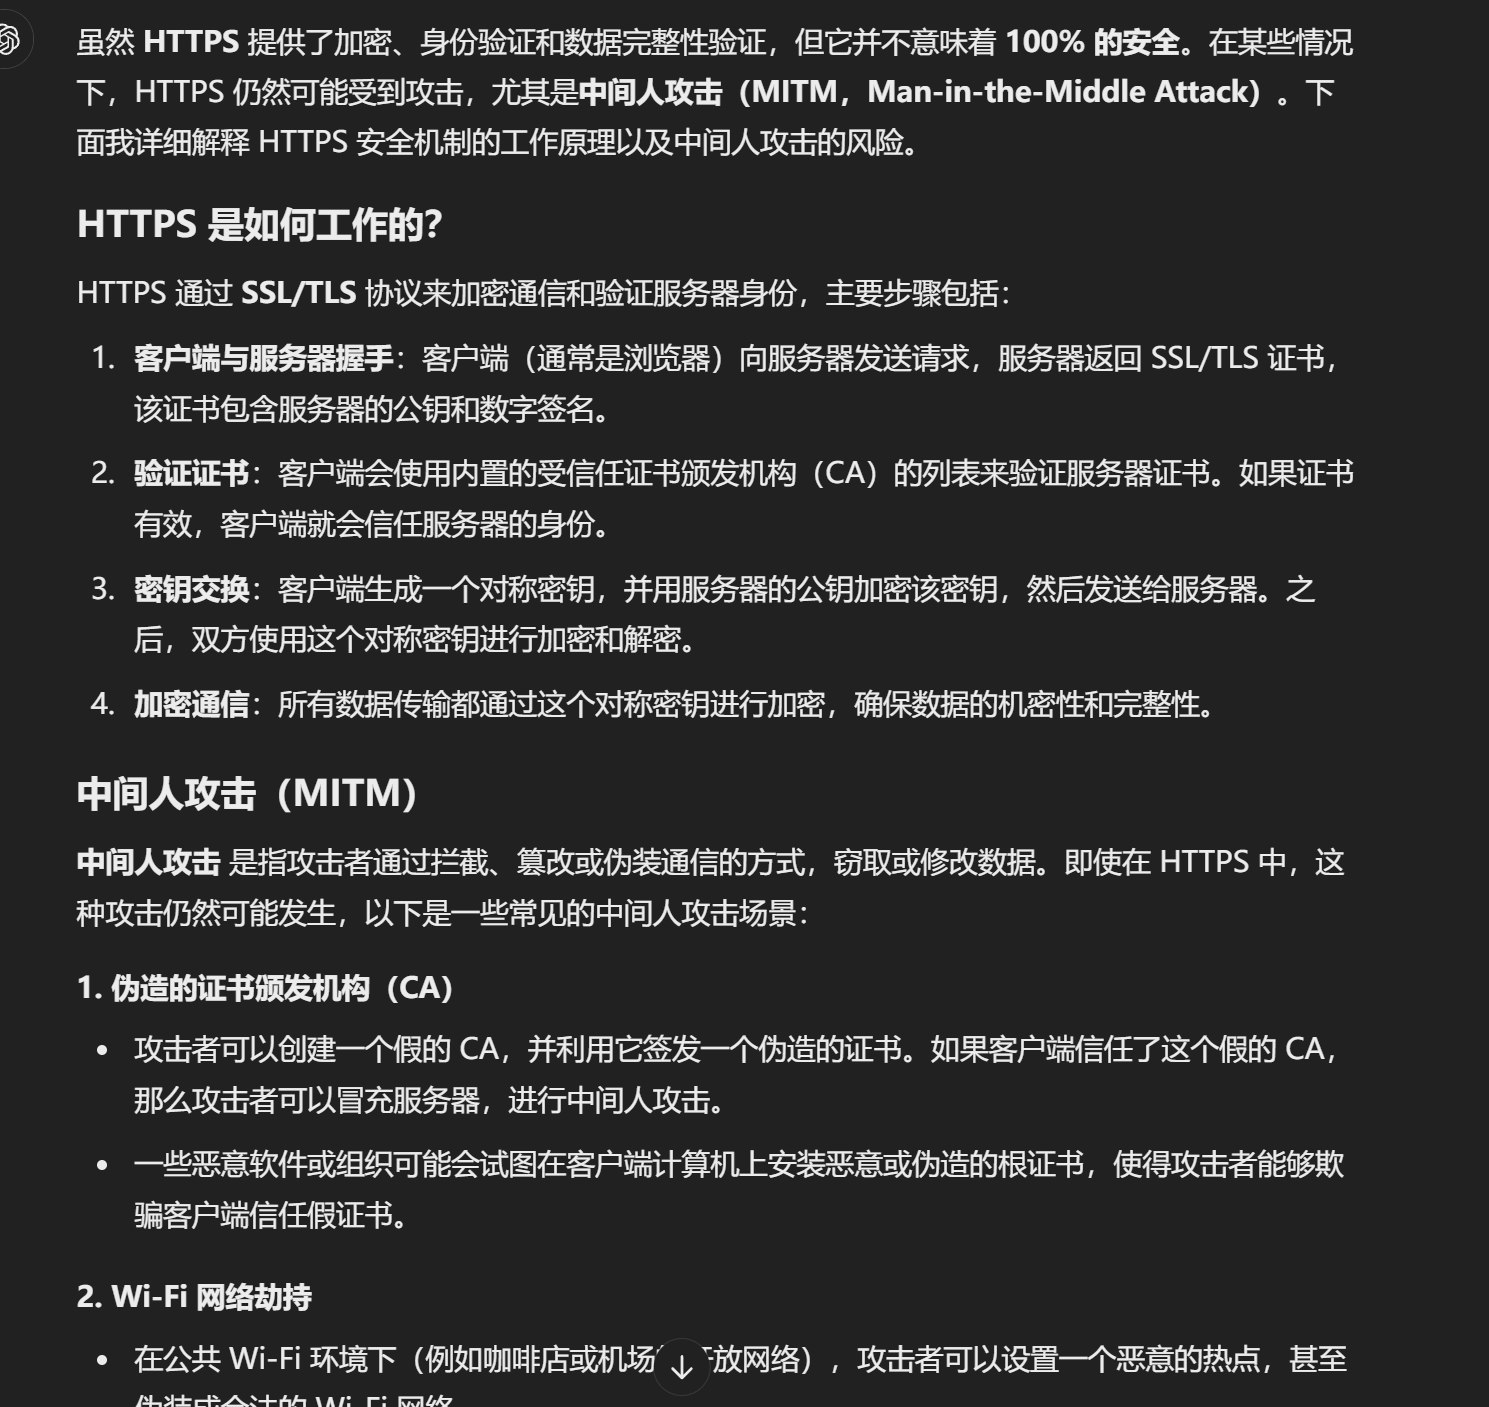 虽然 HTTPS 提供了加密、身份验证和数据完整性验证，但它并不意味着 100% 的安全。在某些情况
下，HTTPS 仍然可能受到攻击，尤其是中间人攻击（MITM，Man-in-the-Middle Attack）。下
面我详细解释 HTTPS 安全机制的工作原理以及中间人攻击的风险。
HTTPS 是如何工作的？
HTTPS 通过 SSL/TLS 协议来加密通信和验证服务器身份，主要步骤包括：
1. 客户端与服务器握手：客户端（通常是浏览器）向服务器发送请求，服务器返回 SSL/TLS 证书，
该证书包含服务器的公钥和数字签名。
2. 验证证书：客户端会使用内置的受信任证书颁发机构（CA）的列表来验证服务器证书。如果证书
有效，客户端就会信任服务器的身份。
3. 密钥交换：客户端生成一个对称密钥，并用服务器的公钥加密该密钥，然后发送给服务器。之
后，双方使用这个对称密钥进行加密和解密。
4. 加密通信：所有数据传输都通过这个对称密钥进行加密，确保数据的机密性和完整性。
中间人攻击（MITM）
中间人攻击 是指攻击者通过拦截、篡改或伪装通信的方式，窃取或修改数据。即使在 HTTPS 中，这
种攻击仍然可能发生，以下是一些常见的中间人攻击场景：
1. 伪造的证书颁发机构（CA）
• 攻击者可以创建一个假的 CA，并利用它签发一个伪造的证书。如果客户端信任了这个假的 CA，
那么攻击者可以冒充服务器，进行中间人攻击。
• 一些恶意软件或组织可能会试图在客户端计算机上安装恶意或伪造的根证书，使得攻击者能够欺
骗客户端信任假证书。
2. Wi-Fi 网络劫持
• 在公共 Wi-Fi 环境下（例如咖啡店或机场 放网络），攻击者可以设置一个恶意的热点，甚至
伪装成合法的 Wi-Fi 网络